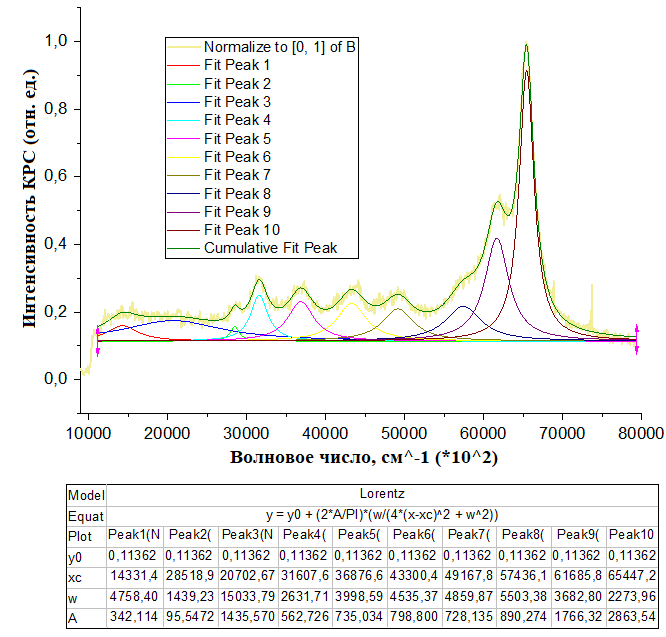 Интенсивность КРС (отн. ед.)
1,0
0,8
0,6
0,4
0,2
0,0
Normalize to [0, 1] of B
Fit Peak 1
Fit Peak 2
Fit Peak 3
Fit Peak 4
Fit Peak 5
Fit Peak 6
Fit Peak 7
Fit Peak 8
Fit Peak 9
Fit Peak 10
Cumulative Fit Peak
10000 20000 30000 40000 50000 60000 70000 80000
Волновое число, см^-1 (*10^2)
Model Lorentz
Equat y = y0 + (2*A/PI)*(w/(4*(x-xc)^2 + w^2))
Plot Peak1(N Peak2( Peak3(N Peak4( Peak5( Peak6( Peak7( Peak8( Peak9( Peak10
y0 0,11362 0,11362 0,11362 0,11362 0,11362 0,11362 0,11362 0,11362 0,11362 0,11362
xc 14331,4 28518,9 20702,67 31607,6 36876,6 43300,4 49167,8 57436,1 61685,8 65447,2
w 4758,40 1439,23 15033,79 2631,71 3998,59 4535,37 4859,87 5503,38 3682,80 2273,96
A 342,114 95,5472 1435,570 562,726 735,034 798,800 728,135 890,274 1766,32 2863,54